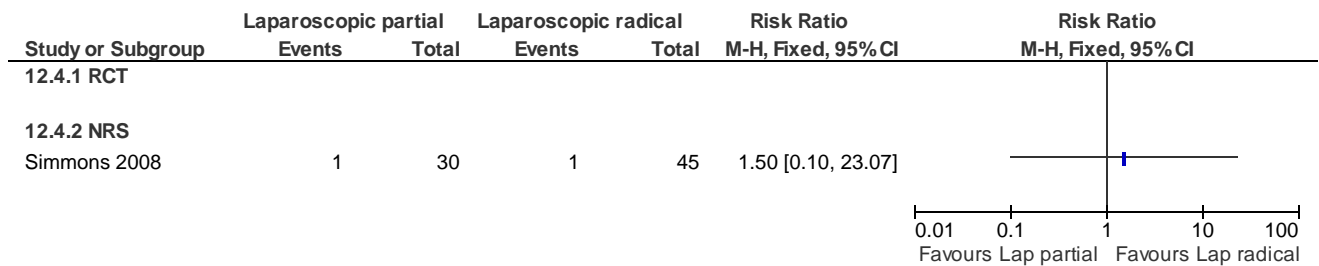 Laparoscopic partial Laparoscopic radical Risk Ratio Risk Ratio
Study or Subgroup Events Total Events Total M-H, Fixed, 95% CI M-H, Fixed, 95% CI
12.4.1 RCT
12.4.2 NRS
Simmons 2008 1 30 1 45 1.50 [0.10, 23.07]
0.01 0.1 1 10 100
Favours Lap partial Favours Lap radical